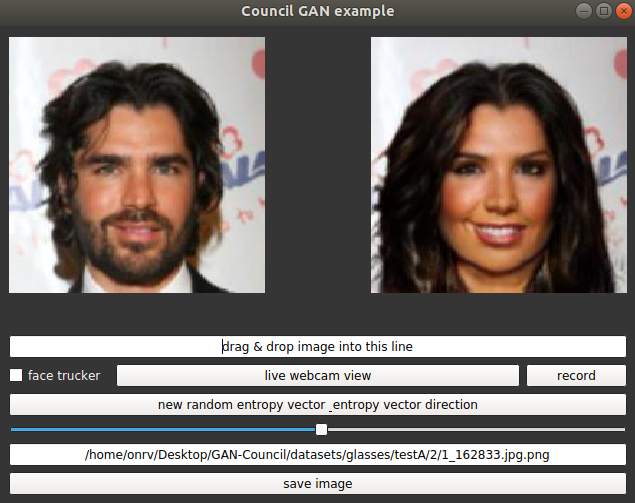 Council GAN example
drag & drop image into this line
face trucker
live webcam view
record
new random entropy vector _entropy vector direction
/home/onrv/Desktop/GAN-Council/datasets/glasses/testA/2/1_162833.jpg.png
save image